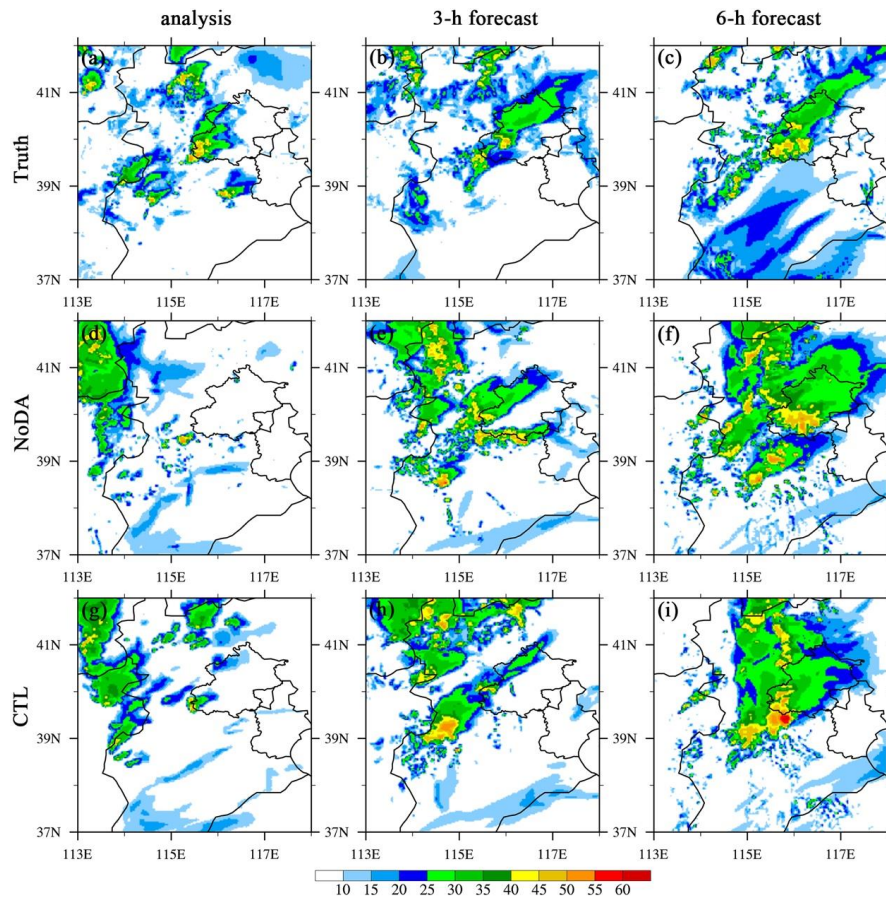 analysis 3-h forecast 6-h forecast
Truth
(a) (b) (c)
41N 41N 41N
39N 39N 39N
37N 37N 37N
113E 115E 117E 113E 115E 117E 113E 115E 117E
NoDA
(d) (e) (f)
41N 41N 41N
39N 39N 39N
37N 37N 37N
113E 115E 117E 113E 115E 117E 113E 115E 117E
CTL
(g) (h) (i)
41N 41N 41N
39N 39N 39N
37N 37N 37N
113E 115E 117E 113E 115E 117E 113E 115E 117E
10 15 20 25 30 35 40 45 50 55 60